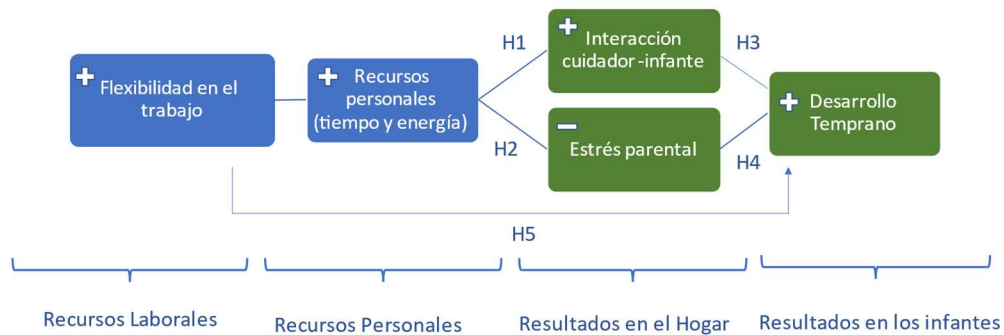 Flexibilidad en el
trabajo
Recursos
personales
(tiempo y energía)
H1
H2
Interacción
cuidador-infante
Estrés parental
H3
H4
Desarrollo
Temprano
H5
Recursos Laborales
Recursos Personales
Resultados en el Hogar
Resultados en los infantes